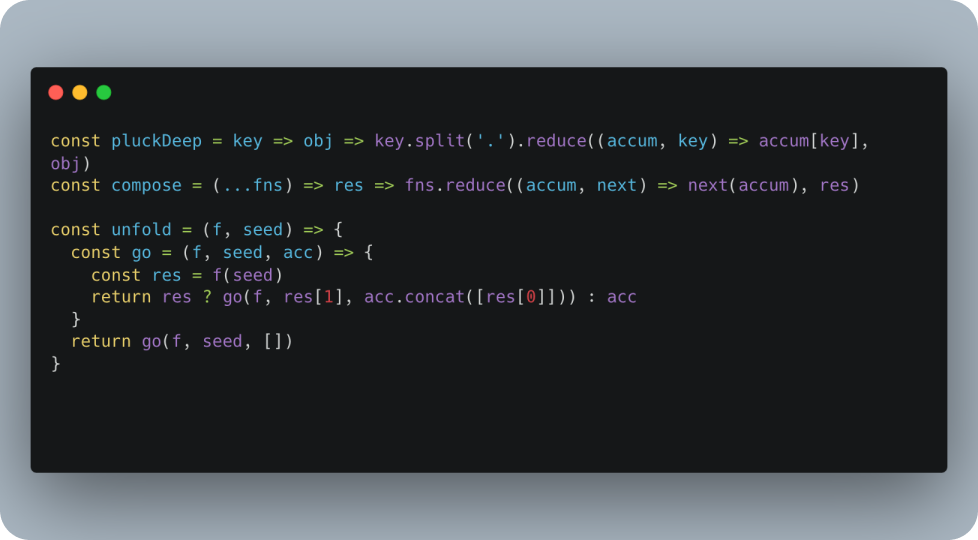 const pluckDeep = key => obj => key.split('.').reduce((accum, key) => accum[key],
obj)
const compose = (...fns) => res => fns.reduce((accum, next) => next(accum), res)

const unfold = (f, seed) => {
  const go = (f, seed, acc) => {
    const res = f(seed)
    return res ? go(f, res[1], acc.concat([res[0]])) : acc
  }
  return go(f, seed, [])
}